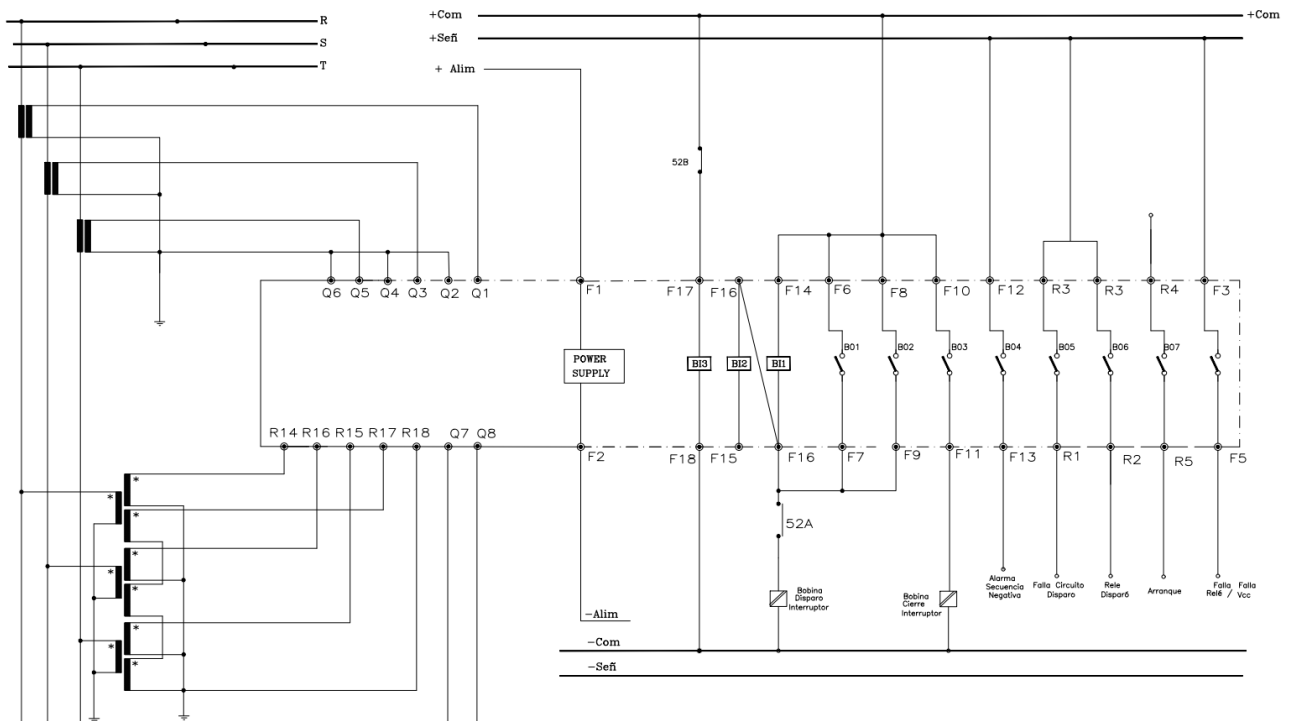 R
+Com
+Com
+Señ
S
T
+ Alim
52B
Q6
Q5
Q4
Q3
Q2
Q1
F1
F17
F16
F14
F6
F8
F10
F12
R3
R3
R4
F3
POWER
SUPPLY
BI3
BI2
BI1
B01
B02
B03
B04
B05
B06
B07
R14
R16
R15
R17
R18
Q7
Q8
F2
F18
F15
F16
F7
F9
F11
F13
R1
R2
R5
F5
*
*
*
*
*
*
52A
Bobina
Disparo
Interruptor
Bobina
Cierre
Interruptor
Alarma
Secuencia
Negativa
Falla Circuito
Disparo
Rele
Disparó
Arranque
Falla Falla
Relé / Vcc
-Alim
-Com
-Señ